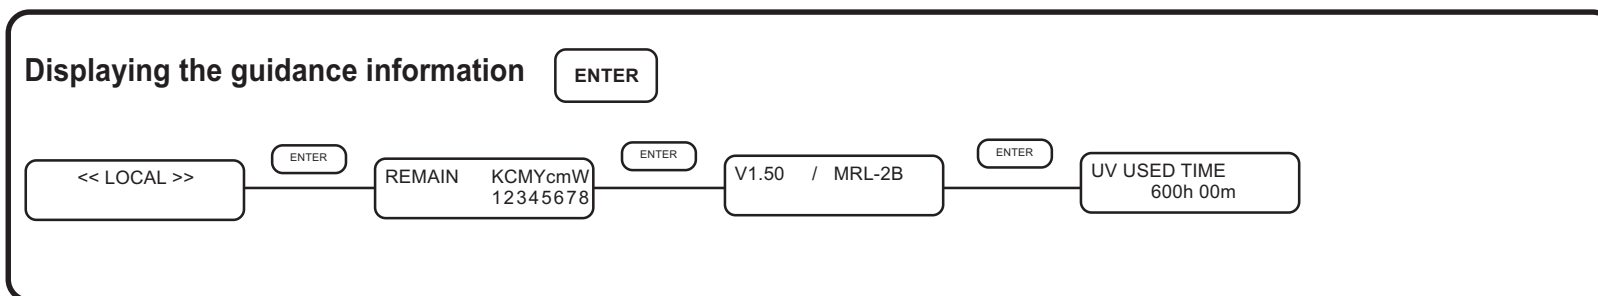 Displaying the guidance information ENTER
<< LOCAL >>
ENTER
REMAIN KCMYcmW
12345678
ENTER
V1.50 / MRL-2B
ENTER
UV USED TIME
600h 00m